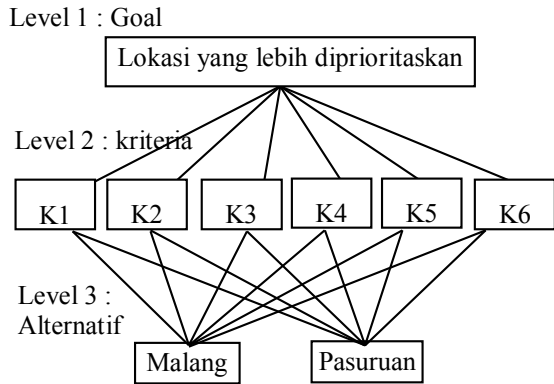 Level 1 : Goal
Lokasi yang lebih diprioritaskan
Level 2 : kriteria
K1 K2 K3 K4 K5 K6
Level 3 :
Alternatif
Malang Pasuruan